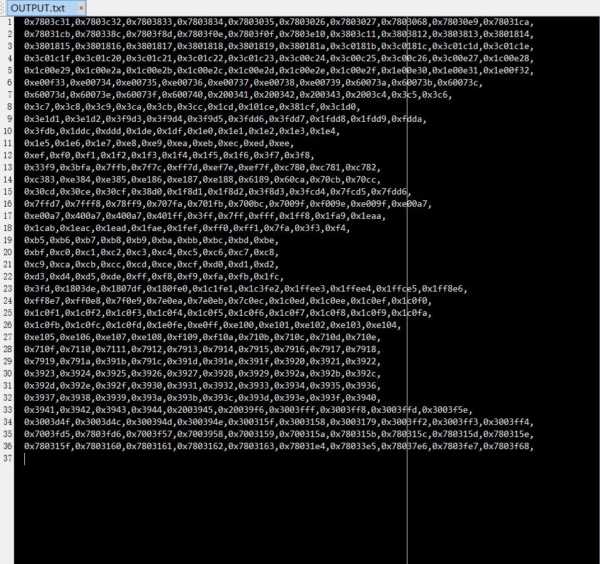 OUTPUT.txt
1 0x7803c31,0x7803c32,0x7803833,0x7803834,0x7803035,0x7803026,0x7803027,0x7803068,0x78030e9,0x78031ca,
2 0x78031cb,0x780338c,0x7803f8d,0x7803f0e,0x7803f0f,0x7803e10,0x3803c11,0x3803812,0x3803813,0x3803814,
3 0x3801815,0x3801816,0x3801817,0x3801818,0x3801819,0x380181a,0x3c0181b,0x3c0181c,0x3c01c1d,0x3c01c1e,
4 0x3c01c1f,0x3c01c20,0x3c01c21,0x3c01c22,0x3c01c23,0x3c00c24,0x3c00c25,0x3c00c26,0x3c00e27,0x1c00e28,
5 0x1c00e29,0x1c00e2a,0x1c00e2b,0x1c00e2c,0x1c00e2d,0x1c00e2e,0x1c00e2f,0x1e00e30,0x1e00e31,0xe00f32,
6 0xe00f33,0xe00734,0xe00735,0xe00736,0xe00737,0xe00738,0xe00739,0x60073a,0x60073b,0x60073c,
7 0x60073d,0x60073e,0x60073f,0x600740,0x200341,0x200342,0x200343,0x2003c4,0x3c5,0x3c6,
8 0x3c7,0x3c8,0x3c9,0x3ca,0x3cb,0x3cc,0x1cd,0x101ce,0x381cf,0x3c1d0,
9 0x3e1d1,0x3e1d2,0x3f9d3,0x3f9d4,0x3f9d5,0x3fdd6,0x3fdd7,0x1fdd8,0x1fdd9,0xfdda,
10 0x3fdb,0x1ddc,0xddd,0x1de,0x1df,0x1e0,0x1e1,0x1e2,0x1e3,0x1e4,
11 0x1e5,0x1e6,0x1e7,0xe8,0xe9,0xea,0xeb,0xec,0xed,0xee,
12 0xef,0xf0,0xf1,0xf2,0x1f3,0x1f4,0x1f5,0x1f6,0x3f7,0x3f8,
13 0x33f9,0x3bfa,0x7ffb,0x7f7c,0xff7d,0xef7e,0xef7f,0xc780,0xc781,0xc782,
14 0xc383,0xe384,0xe385,0xe186,0xe187,0xe188,0x6189,0x60ca,0x70cb,0x70cc,
15 0x30cd,0x30ce,0x30cf,0x38d0,0x1f8d1,0x1f8d2,0x3f8d3,0x3fcd4,0x7fcd5,0x7fdd6,
16 0x7ffd7,0x7fff8,0x78ff9,0x707fa,0x701fb,0x700bc,0x7009f,0xf009e,0xe009f,0xe00a7,
17 0xe00a7,0x400a7,0x400a7,0x401ff,0x3ff,0x7ff,0xfff,0x1ff8,0x1fa9,0x1eaa,
18 0x1cab,0x1eac,0x1ead,0x1fae,0x1fef,0xff0,0xff1,0x7fa,0x3f3,0xf4,
19 0xb5,0xb6,0xb7,0xb8,0xb9,0xba,0xbb,0xbc,0xbd,0xbe,
20 0xbf,0xc0,0xc1,0xc2,0xc3,0xc4,0xc5,0xc6,0xc7,0xc8,
21 0xc9,0xca,0xcb,0xcc,0xcd,0xce,0xcf,0xd0,0xd1,0xd2,
22 0xd3,0xd4,0xd5,0xde,0xff,0xf8,0xf9,0xfa,0xfb,0x1fc,
23 0x3fd,0x1803de,0x1807df,0x180fe0,0x1c1fe1,0x1c3fe2,0x1ffee3,0x1ffee4,0x1ffce5,0x1ff8e6,
24 0xff8e7,0xff0e8,0x7f0e9,0x7e0ea,0x7e0eb,0x7c0ec,0x1c0ed,0x1c0ee,0x1c0ef,0x1c0f0,
25 0x1c0f1,0x1c0f2,0x1c0f3,0x1c0f4,0x1c0f5,0x1c0f6,0x1c0f7,0x1c0f8,0x1c0f9,0x1c0fa,
26 0x1c0fb,0x1c0fc,0x1c0fd,0x1e0fe,0xe0ff,0xe100,0xe101,0xe102,0xe103,0xe104,
27 0xe105,0xe106,0xe107,0xe108,0xf109,0xf10a,0x710b,0x710c,0x710d,0x710e,
28 0x710f,0x7110,0x7111,0x7912,0x7913,0x7914,0x7915,0x7916,0x7917,0x7918,
29 0x7919,0x791a,0x391b,0x791c,0x391d,0x391e,0x391f,0x3920,0x3921,0x3922,
30 0x3923,0x3924,0x3925,0x3926,0x3927,0x3928,0x3929,0x392a,0x392b,0x392c,
31 0x392d,0x392e,0x392f,0x3930,0x3931,0x3932,0x3933,0x3934,0x3935,0x3936,
32 0x3937,0x3938,0x3939,0x393a,0x393b,0x393c,0x393d,0x393e,0x393f,0x3940,
33 0x3941,0x3942,0x3943,0x3944,0x2003945,0x20039f6,0x3003fff,0x3003ff8,0x3003ffd,0x3003f5e,
34 0x3003d4f,0x3003d4c,0x300394d,0x300394e,0x300315f,0x3003158,0x3003179,0x3003ff2,0x3003ff3,0x3003ff4,
35 0x7003fd5,0x7803fd6,0x7003f57,0x7003958,0x7003159,0x700315a,0x780315b,0x780315c,0x780315d,0x780315e,
36 0x780315f,0x7803160,0x7803161,0x7803162,0x7803163,0x78031e4,0x78033e5,0x78037e6,0x7803fe7,0x7803f68,
37